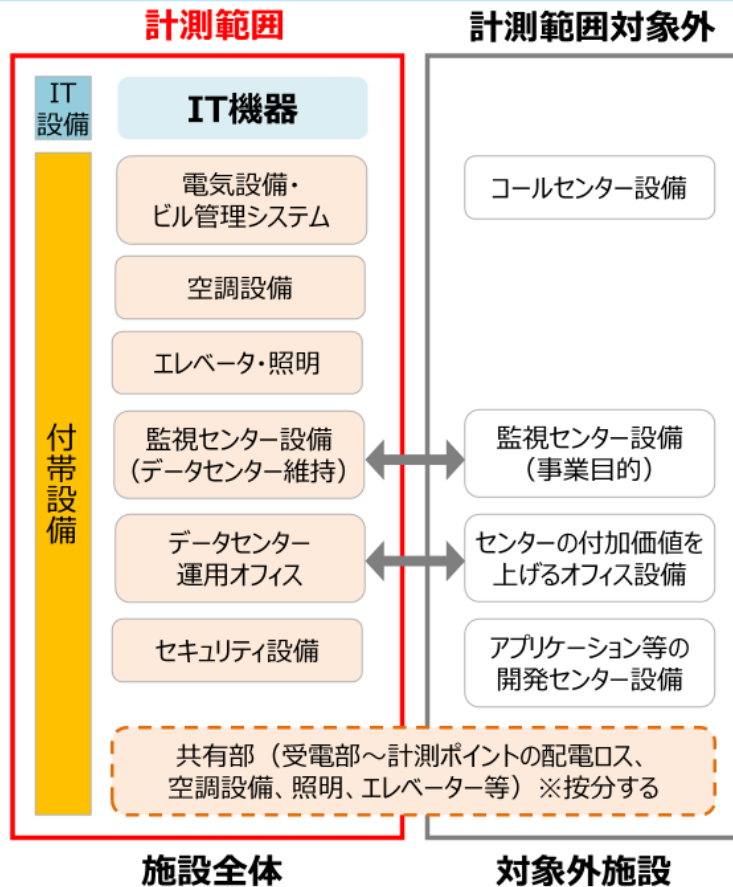 計測範囲
計測範囲対象外
IT
設備
IT機器
付帯設備
電気設備・
ビル管理システム
コールセンター設備
空調設備
エレベータ・照明
監視センター設備
(データセンター維持)
監視センター設備
(事業目的)
データセンター
運用オフィス
センターの付加価値を
上げるオフィス設備
セキュリティ設備
アプリケーション等の
開発センター設備
共有部(受電部～計測ポイントの配電ロス、
空調設備、照明、エレベーター等)※按分する
施設全体
対象外施設